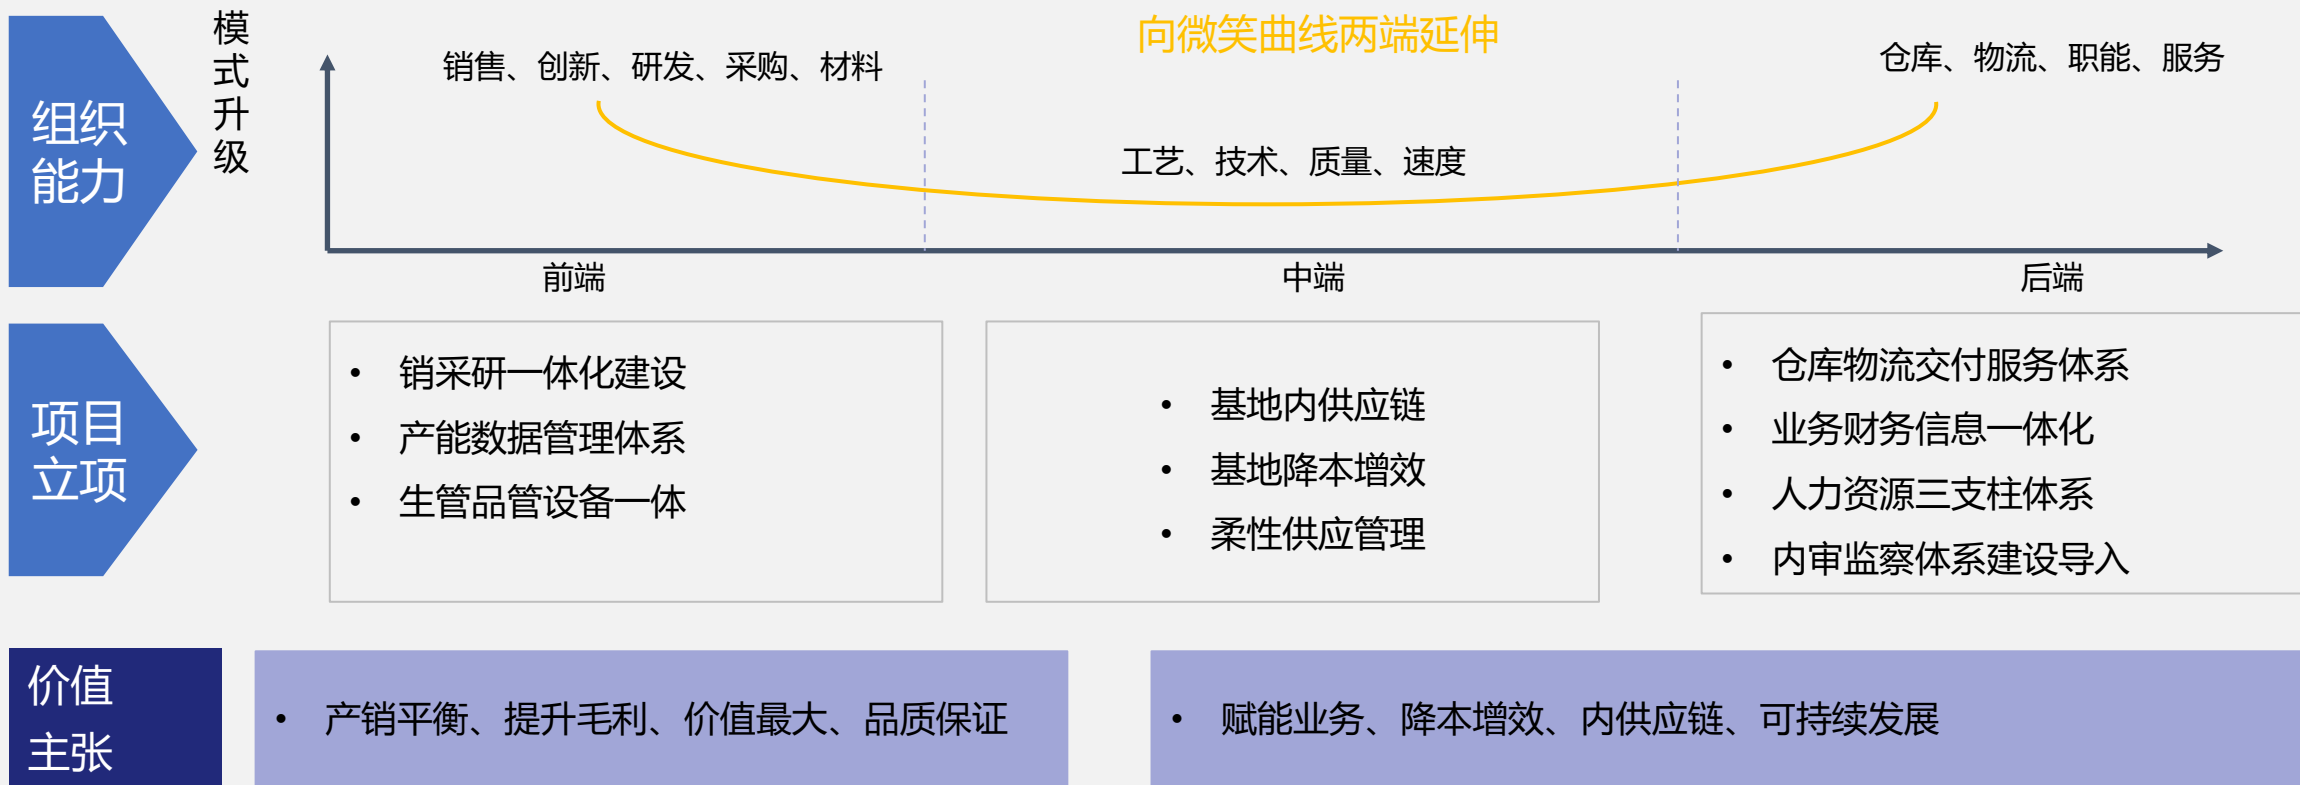 组织
能力
模
式
升
级
向微笑曲线两端延伸
销售、创新、研发、采购、材料
仓库、物流、职能、服务
工艺、技术、质量、速度
前端
中端
后端
项目
立项
• 销采研一体化建设
• 产能数据管理体系
• 生管品管设备一体
• 基地内供应链
• 基地降本增效
• 柔性供应管理
• 仓库物流交付服务体系
• 业务财务信息一体化
• 人力资源三支柱体系
• 内审监察体系建设导入
价值
主张
• 产销平衡、提升毛利、价值最大、品质保证
• 赋能业务、降本增效、内供应链、可持续发展